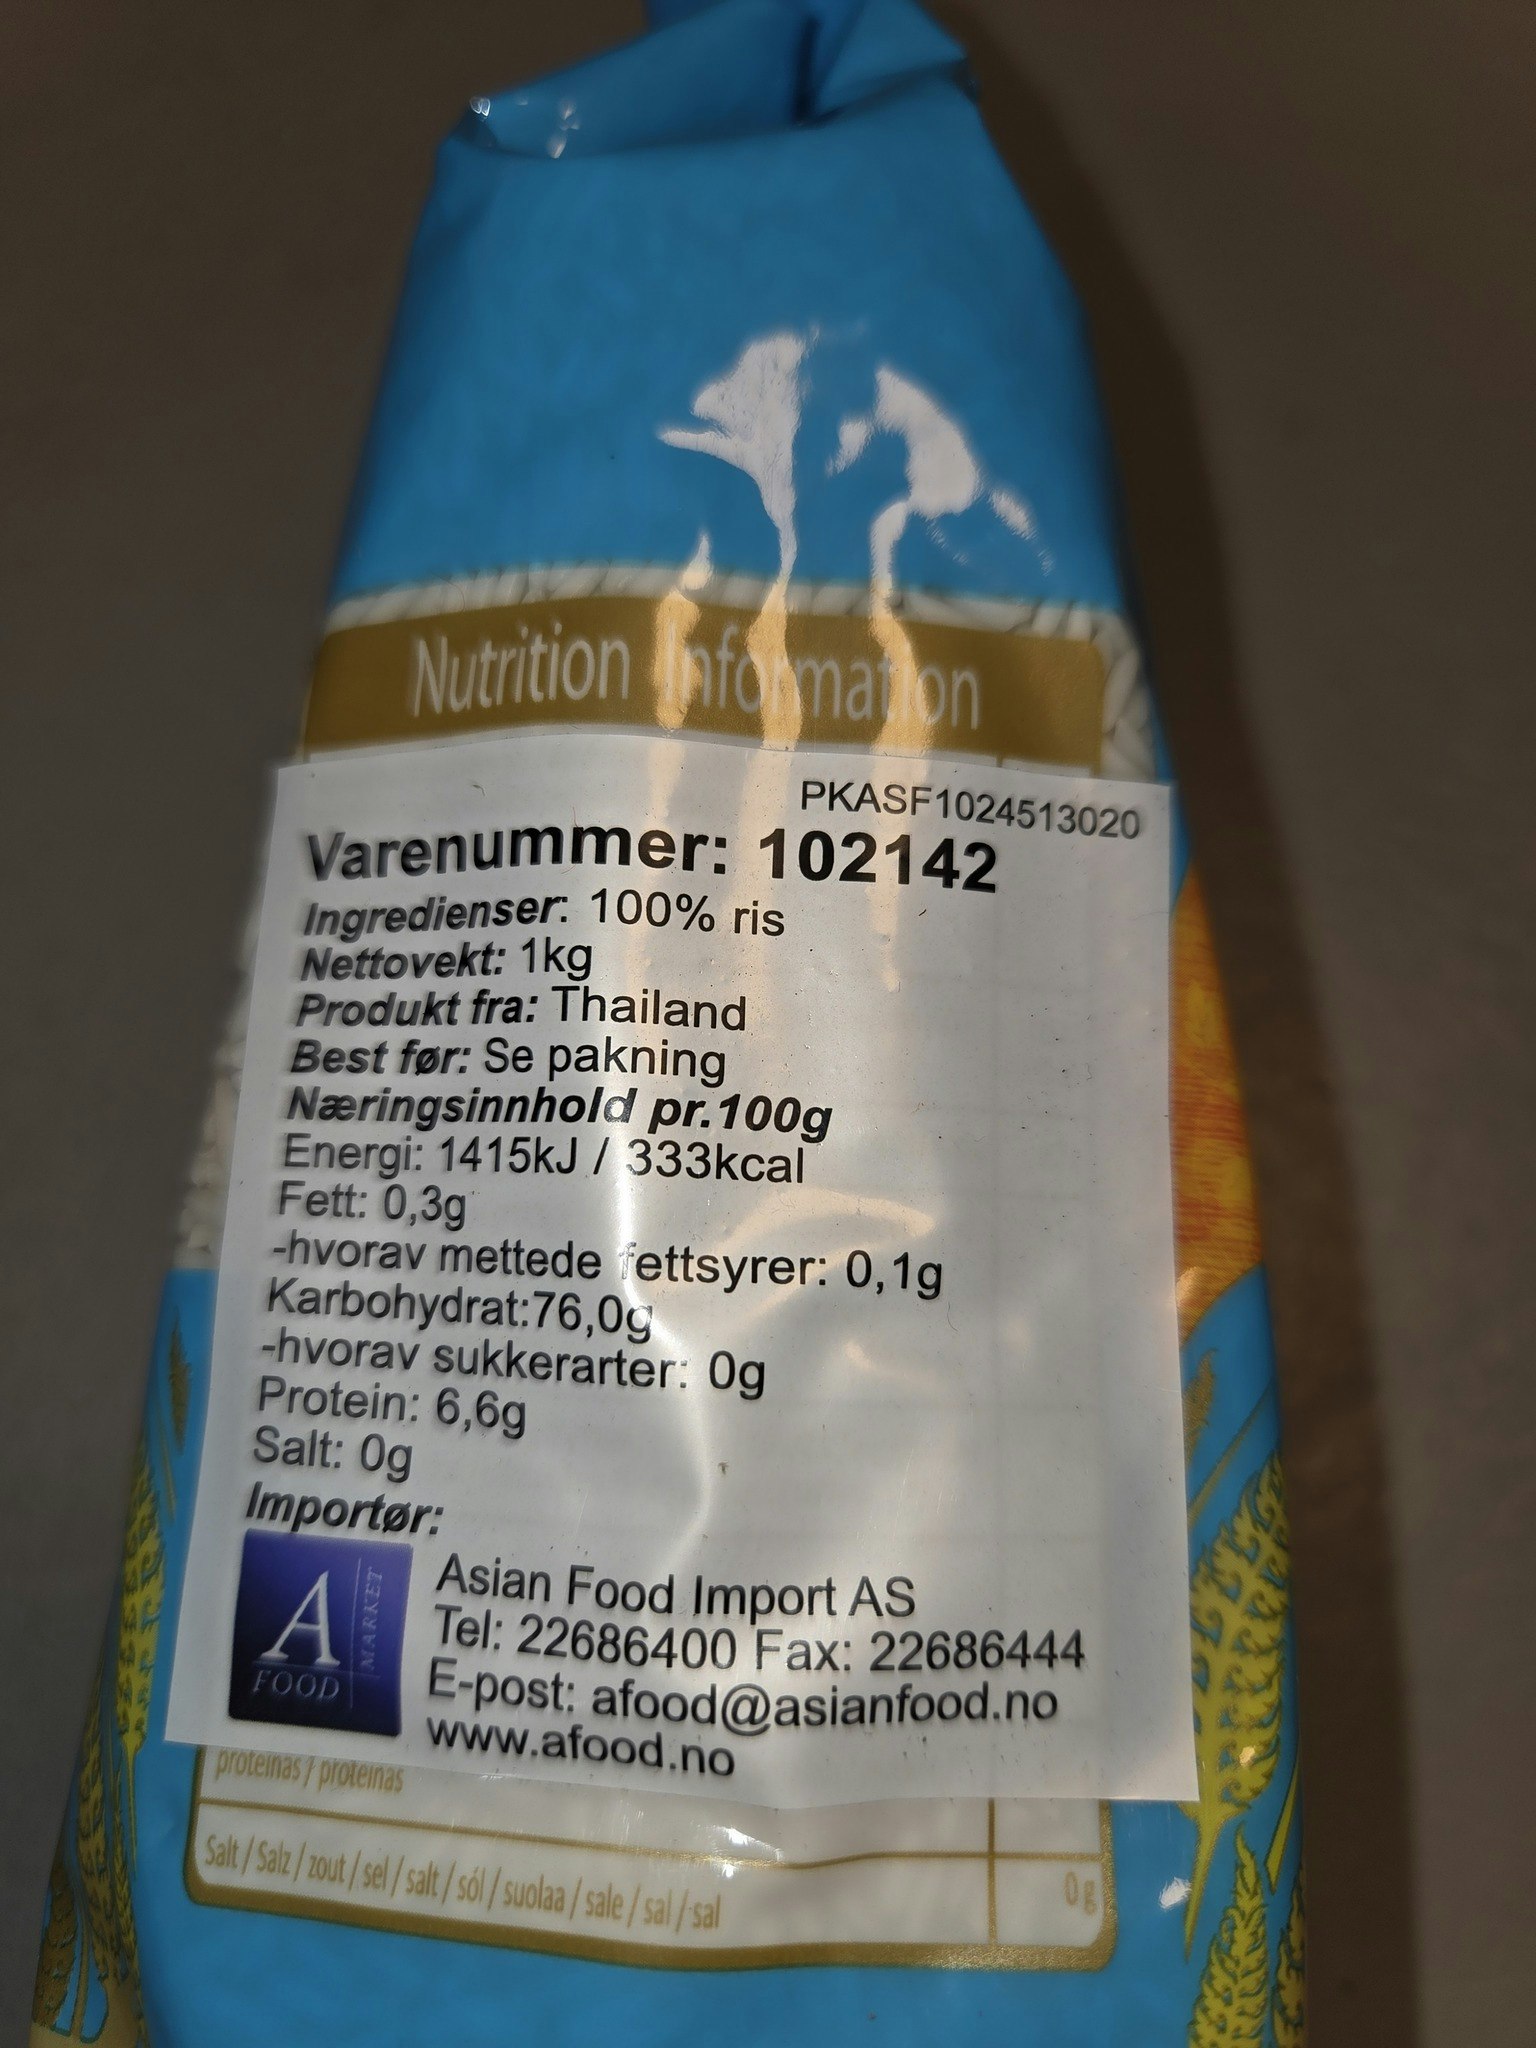 Nutrition Information
PKASF1024513020
Varenummer: 102142
Ingredienser: 100% ris
Nettovekt: 1kg
Produkt fra: Thailand
Best før: Se pakning
Næringsinnhold pr.100g
Energi: 1415kJ / 333kcal
Fett: 0,3g
-hvorav mettede fettsyrer: 0,1g
Karbohydrat:76,0g
-hvorav sukkerarter: 0g
Protein: 6,6g
Salt: 0g
Importør:
A FOOD MARKET
Asian Food Import AS
Tel: 22686400 Fax: 22686444
E-post: afood@asianfood.no
www.afood.no
proteínas / proteínas
Salt / Salz / zout / sel / salt / sól / suolaa / sale / sal / sal 0 g